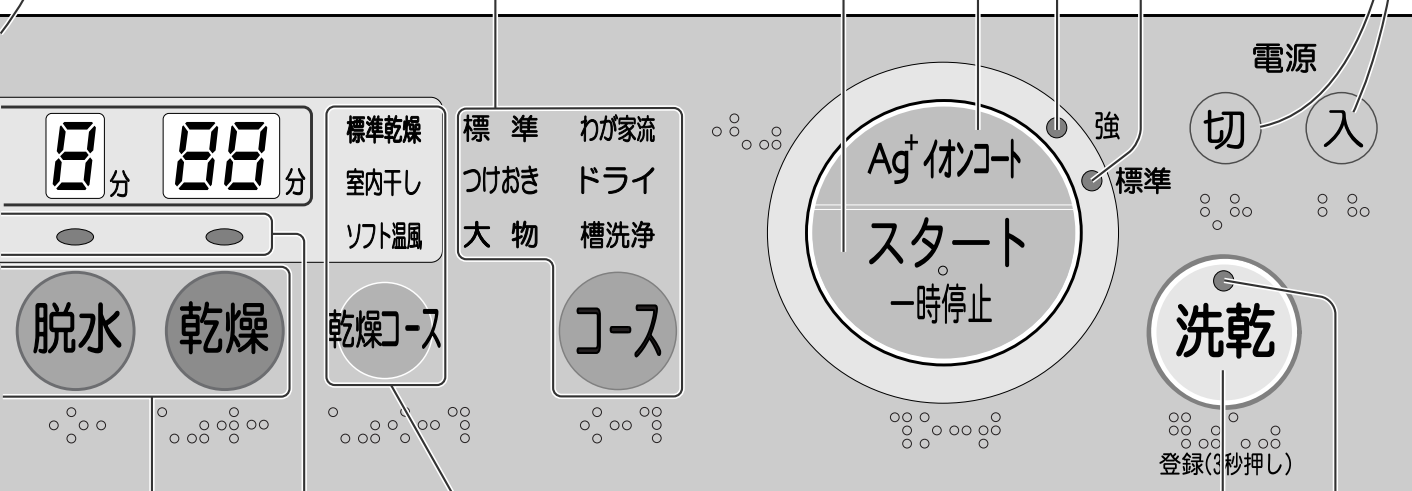 電源
切 入
8 分 88 分
標準乾燥 標準 わが家流
室内干し つけおき ドライ
ソフト温風 大物 槽洗浄
Ag⁺イオンコート
強
標準
スタート
一時停止
脱水 乾燥 乾燥コース コース
洗乾
登録(3秒押し)